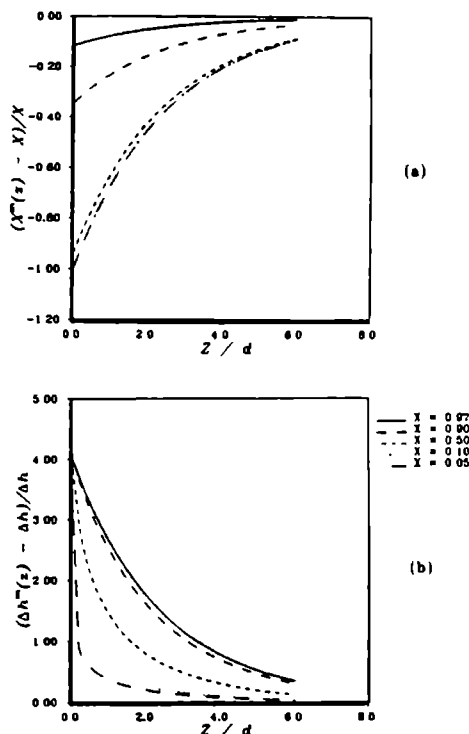 0.00
-0.20
-0.40
-0.60
-0.80
-1.00
-1.20
(X^m(z) - X)/X
0.0 2.0 4.0 6.0 8.0
Z / d
(a)
5.00
4.00
3.00
2.00
1.00
0.00
(Δh^m(z) - Δh)/Δh
0.0 2.0 4.0 6.0 8.0
Z / d
X = 0.97
X = 0.90
X = 0.50
X = 0.10
X = 0.05
(b)